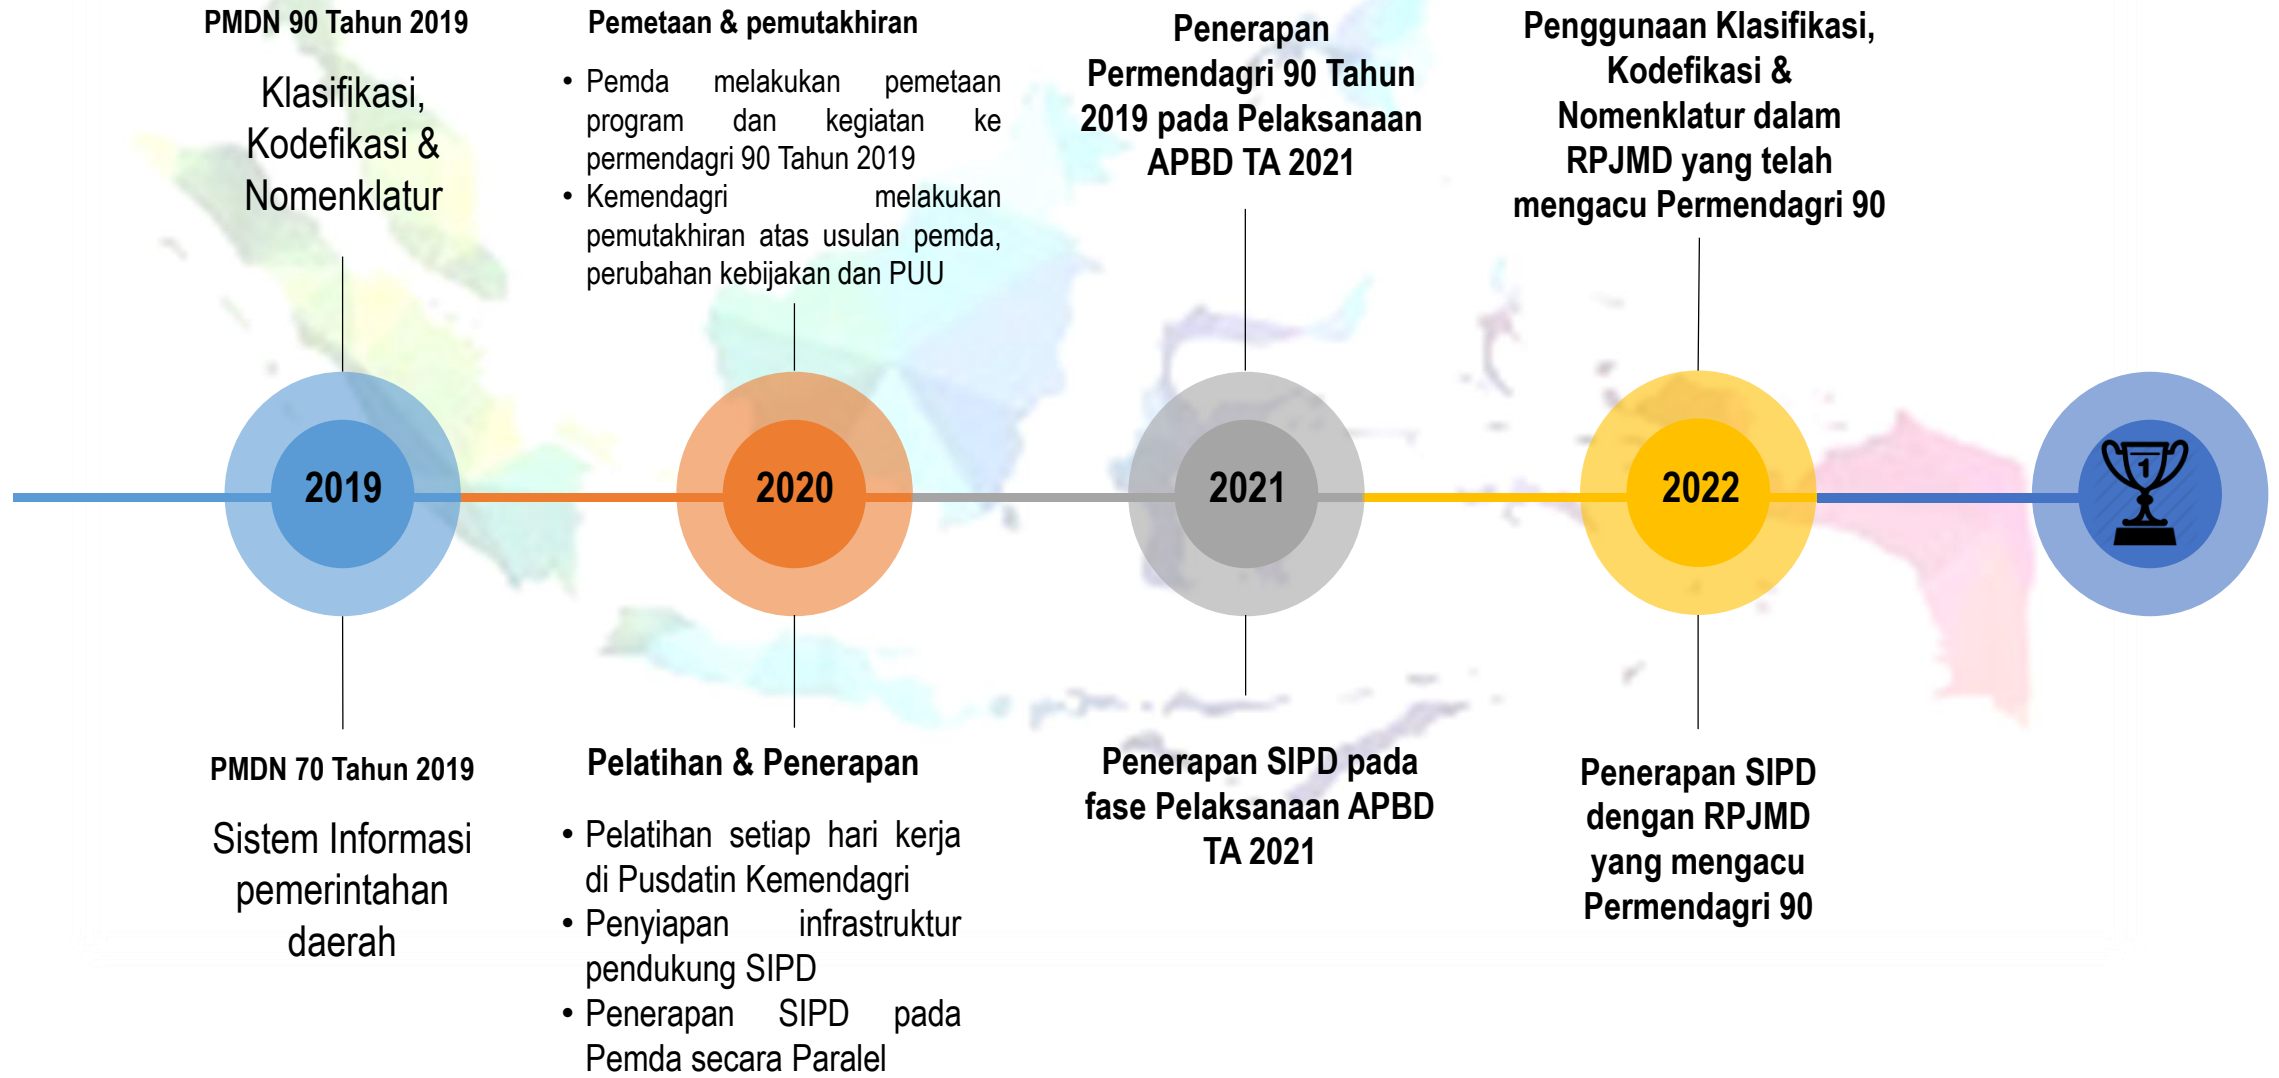 PMDN 90 Tahun 2019
Klasifikasi,
Kodefikasi &
Nomenklatur
Pemetaan & pemutakhiran
• Pemda melakukan pemetaan
program dan kegiatan ke
permendagri 90 Tahun 2019
• Kemendagri melakukan
pemutakhiran atas usulan pemda,
perubahan kebijakan dan PUU
Penerapan
Permendagri 90 Tahun
2019 pada Pelaksanaan
APBD TA 2021
Penggunaan Klasifikasi,
Kodefikasi &
Nomenklatur dalam
RPJMD yang telah
mengacu Permendagri 90
2019
2020
2021
2022
1
PMDN 70 Tahun 2019
Sistem Informasi
pemerintahan
daerah
Pelatihan & Penerapan
• Pelatihan setiap hari kerja
di Pusdatin Kemendagri
• Penyiapan infrastruktur
pendukung SIPD
• Penerapan SIPD pada
Pemda secara Paralel
Penerapan SIPD pada
fase Pelaksanaan APBD
TA 2021
Penerapan SIPD
dengan RPJMD
yang mengacu
Permendagri 90